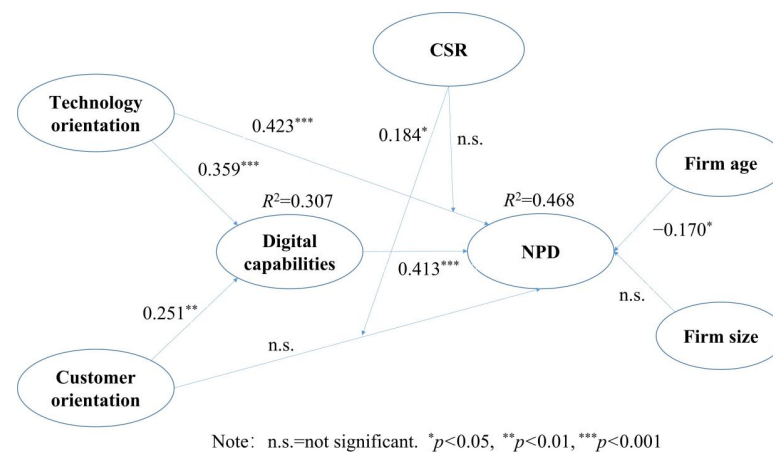 CSR
Technology
orientation
0.423***
0.184*
n.s.
0.359***
Firm age
R²=0.307
R²=0.468
Digital
capabilities
NPD
−0.170*
0.413***
0.251**
n.s.
n.s.
Firm size
Customer
orientation
Note: n.s.=not significant. *p<0.05, **p<0.01, ***p<0.001